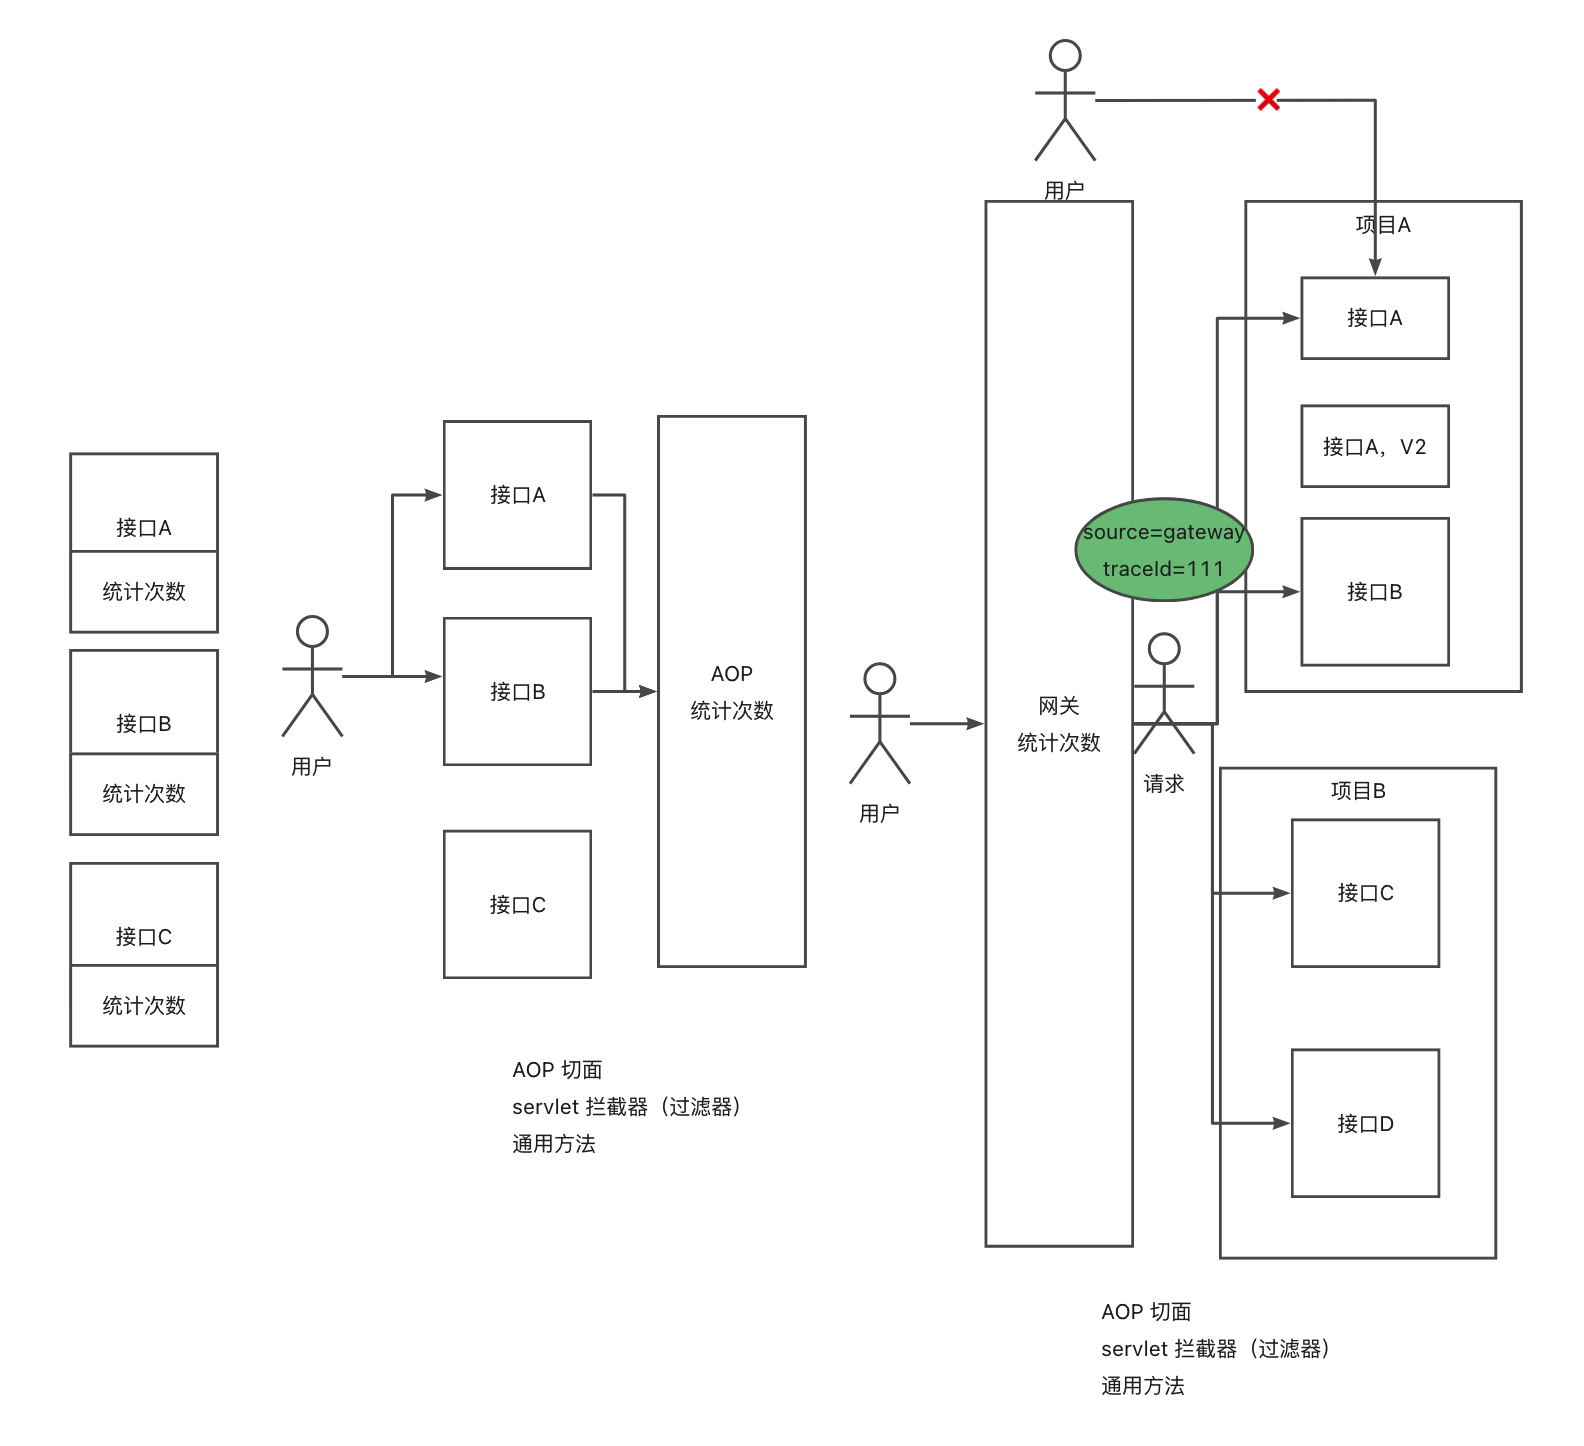 接口A
统计次数
接口B
统计次数
接口C
统计次数
用户
接口A
接口B
接口C
AOP
统计次数
AOP 切面
servlet 拦截器（过滤器）
通用方法
用户
用户
网关
统计次数
source=gateway
traceId=111
请求
项目A
接口A
接口A，V2
接口B
项目B
接口C
接口D
AOP 切面
servlet 拦截器（过滤器）
通用方法